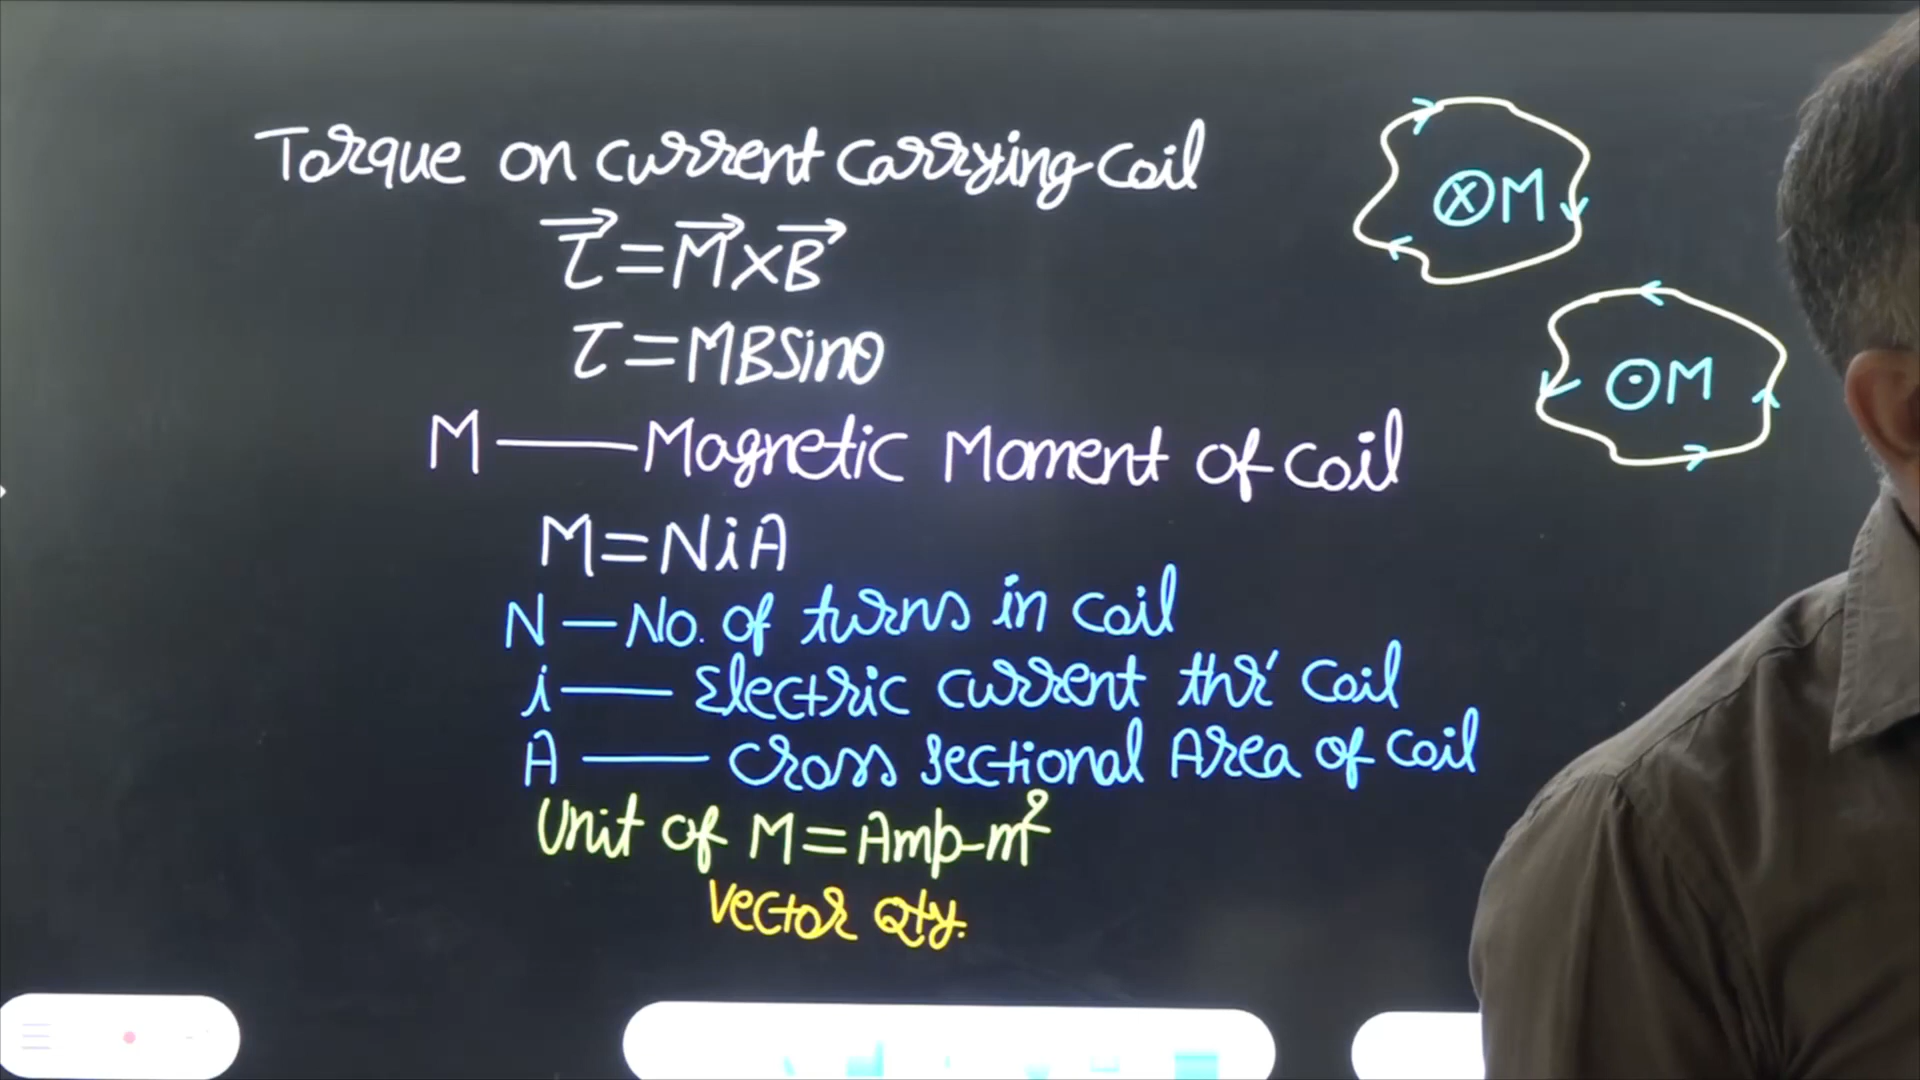 Torque on current carrying coil
τ⃗ = M⃗ × B⃗
τ = MBSinθ
M — Magnetic Moment of coil
M = NiA
N — No. of turns in coil
i — Electric current thr' coil
A — cross sectional Area of coil
Unit of M = Amp-m²
Vector Qty.
⊗M
⊙M